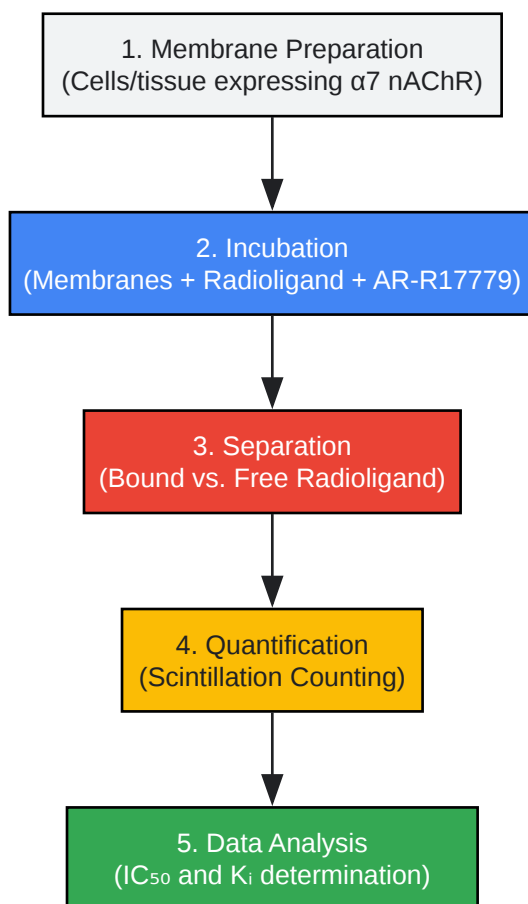 1. Membrane Preparation
(Cells/tissue expressing α7 nAChR)
2. Incubation
(Membranes + Radioligand + AR-R17779)
3. Separation
(Bound vs. Free Radioligand)
4. Quantification
(Scintillation Counting)
5. Data Analysis
(IC₅₀ and Kᵢ determination)